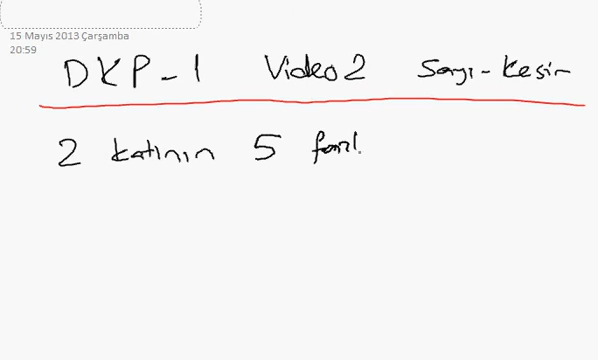 15 Mayıs 2013 Çarşamba
20:59
DKP-1 Video 2 Sayı-Kesir
2 katının 5 fazl.